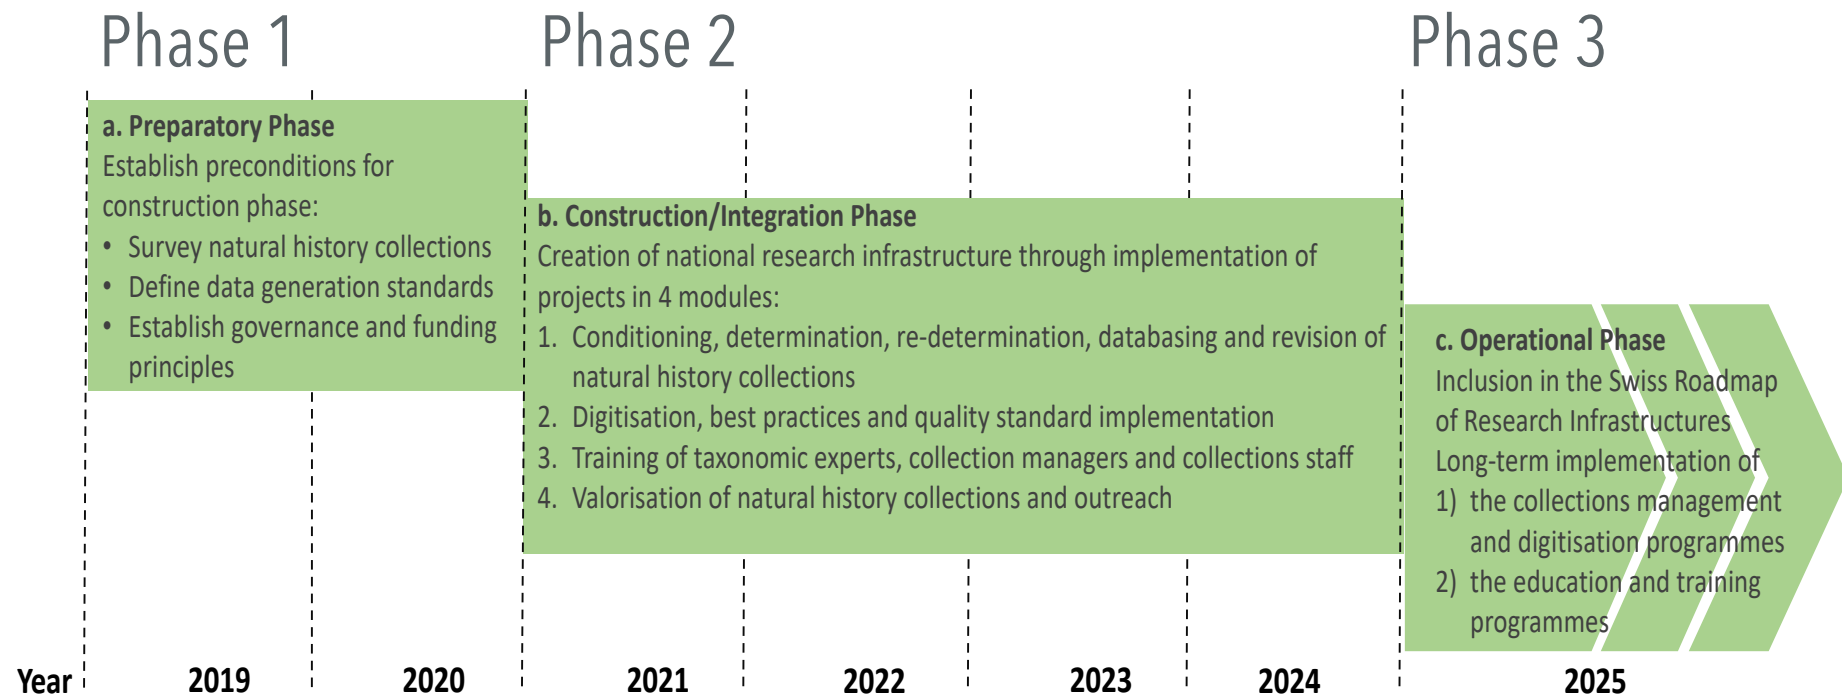 Phase 1
Phase 2
Phase 3
a. Preparatory Phase
Establish preconditions for
construction phase:
• Survey natural history collections
• Define data generation standards
• Establish governance and funding
principles
b. Construction/Integration Phase
Creation of national research infrastructure through implementation of
projects in 4 modules:
1. Conditioning, determination, re-determination, databasing and revision of
natural history collections
2. Digitisation, best practices and quality standard implementation
3. Training of taxonomic experts, collection managers and collections staff
4. Valorisation of natural history collections and outreach
c. Operational Phase
Inclusion in the Swiss Roadmap
of Research Infrastructures
Long-term implementation of
1) the collections management
and digitisation programmes
2) the education and training
programmes
Year 2019 2020 2021 2022 2023 2024 2025